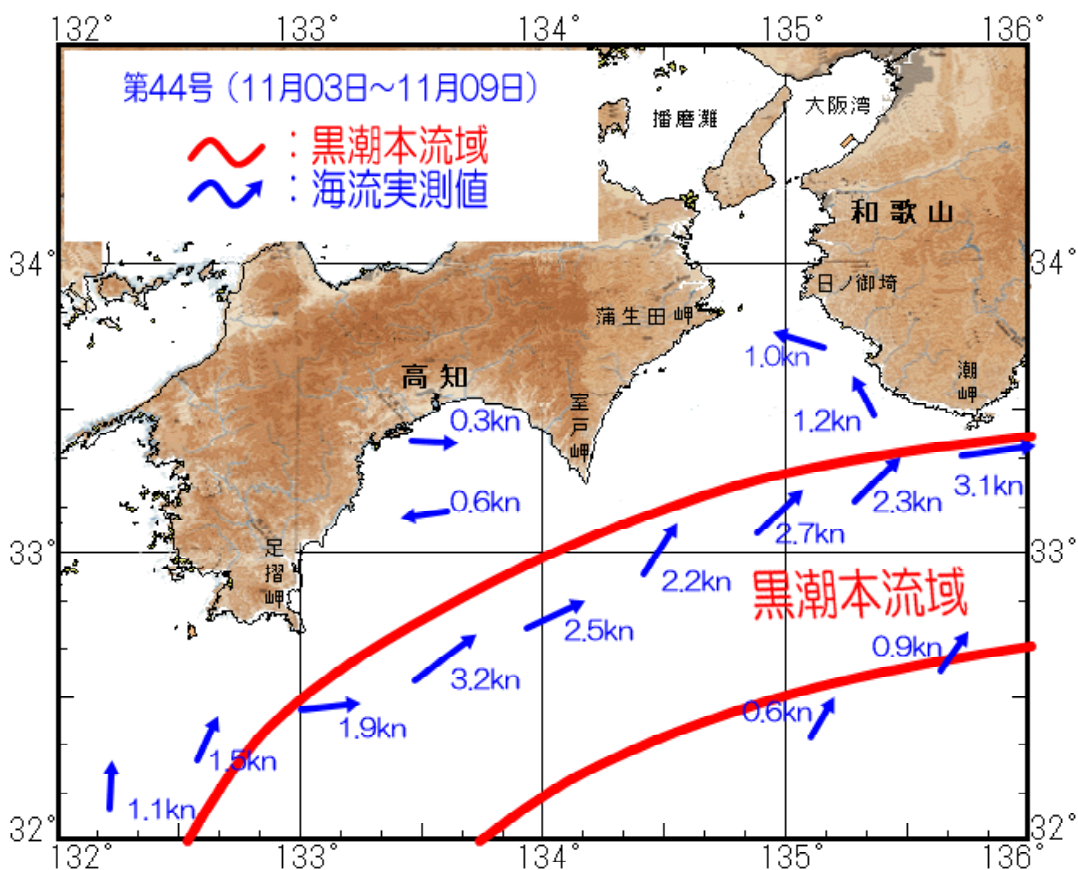 132° 133° 134° 135° 136°
第44号（11月03日～11月09日）
：黒潮本流域
：海流実測値
播磨灘
大阪湾
和歌山
34° 34°
日ノ御埼
蒲生田岬
1.0kn
潮岬
高知
室戸岬
0.3kn
1.2kn
3.1kn
0.6kn
2.3kn
2.7kn
33° 33°
足摺岬
2.2kn
黒潮本流域
2.5kn
0.9kn
3.2kn
0.6kn
1.9kn
1.5kn
1.1kn
32° 32°
132° 133° 134° 135° 136°